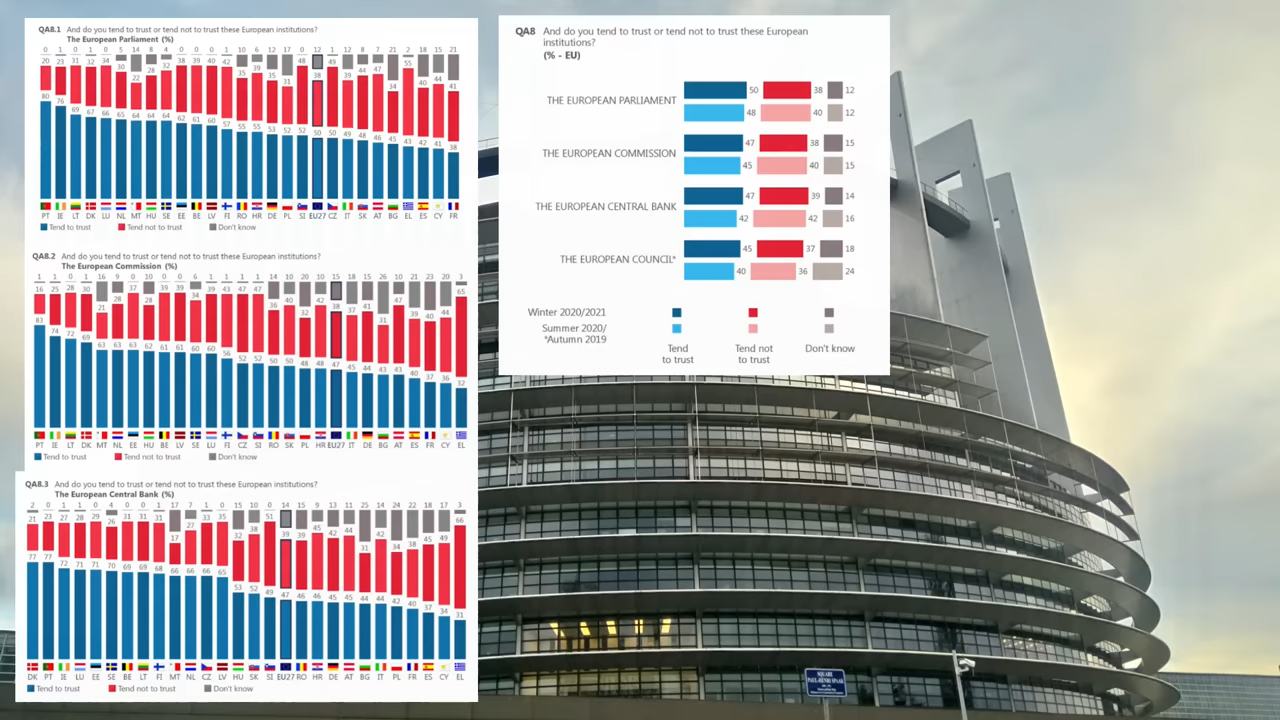 QA8.1 And do you tend to trust or tend not to trust these European institutions?
The European Parliament (%)
0 1 0 1 0 5 14 8 4 0 0 0 1 10 6 12 17 0 12 1 12 10 7 21 2 18 15 21
20 23 31 32 34 30 22 28 32 38 39 40 42 35 39 35 31 48 38 49 39 44 47 34 55 40 44 41
80 76 69 67 66 65 64 64 64 62 61 60 57 55 55 53 52 52 50 50 49 48 46 45 43 42 41 38
PT IE LT DK LU NL MT HU SE EE BE LV FI RO HR DE PL SI EU27 CZ IT SK AT BG EL ES CY FR
Tend to trust Tend not to trust Don't know
QA8.2 And do you tend to trust or tend not to trust these European institutions?
The European Commission (%)
1 1 0 1 16 9 0 10 0 0 6 1 1 1 1 14 10 20 10 15 18 20 26 10 21 23 20 3
16 25 28 30 21 28 37 28 39 39 34 39 43 47 47 36 40 32 42 38 37 41 31 47 39 40 44 65
83 74 72 69 63 63 63 62 61 61 60 60 56 52 52 50 50 48 48 47 45 44 43 43 40 37 36 32
PT IE LT DK MT NL EE HU BE LV SE LU FI CZ SI RO SK PL HR EU27 IT DE BG AT ES FR CY EL
Tend to trust Tend not to trust Don't know
QA8.3 And do you tend to trust or tend not to trust these European institutions?
The European Central Bank (%)
2 0 1 1 0 4 0 0 1 17 7 1 0 15 10 0 14 15 9 13 11 25 14 24 22 18 17 3
21 23 27 28 29 26 31 31 31 17 27 33 35 32 38 51 39 39 45 42 44 31 42 34 38 45 49 66
77 77 72 71 71 70 69 69 68 66 66 66 65 53 52 49 47 46 46 45 45 44 44 42 40 37 34 31
DK PT IE LU EE SE BE LT FI MT NL CZ LV HU SK SI EU27 RO HR DE AT BG IT PL FR ES CY EL
Tend to trust Tend not to trust Don't know
QA8 And do you tend to trust or tend not to trust these European
institutions?
(% - EU)
THE EUROPEAN PARLIAMENT
50 38 12
48 40 12
THE EUROPEAN COMMISSION
47 38 15
45 40 15
THE EUROPEAN CENTRAL BANK
47 39 14
42 42 16
THE EUROPEAN COUNCIL*
45 37 18
40 36 24
Winter 2020/2021
Summer 2020/
*Autumn 2019
Tend
to trust
Tend not
to trust
Don't know
SQUARE
PAUL-HENRI SPAAK